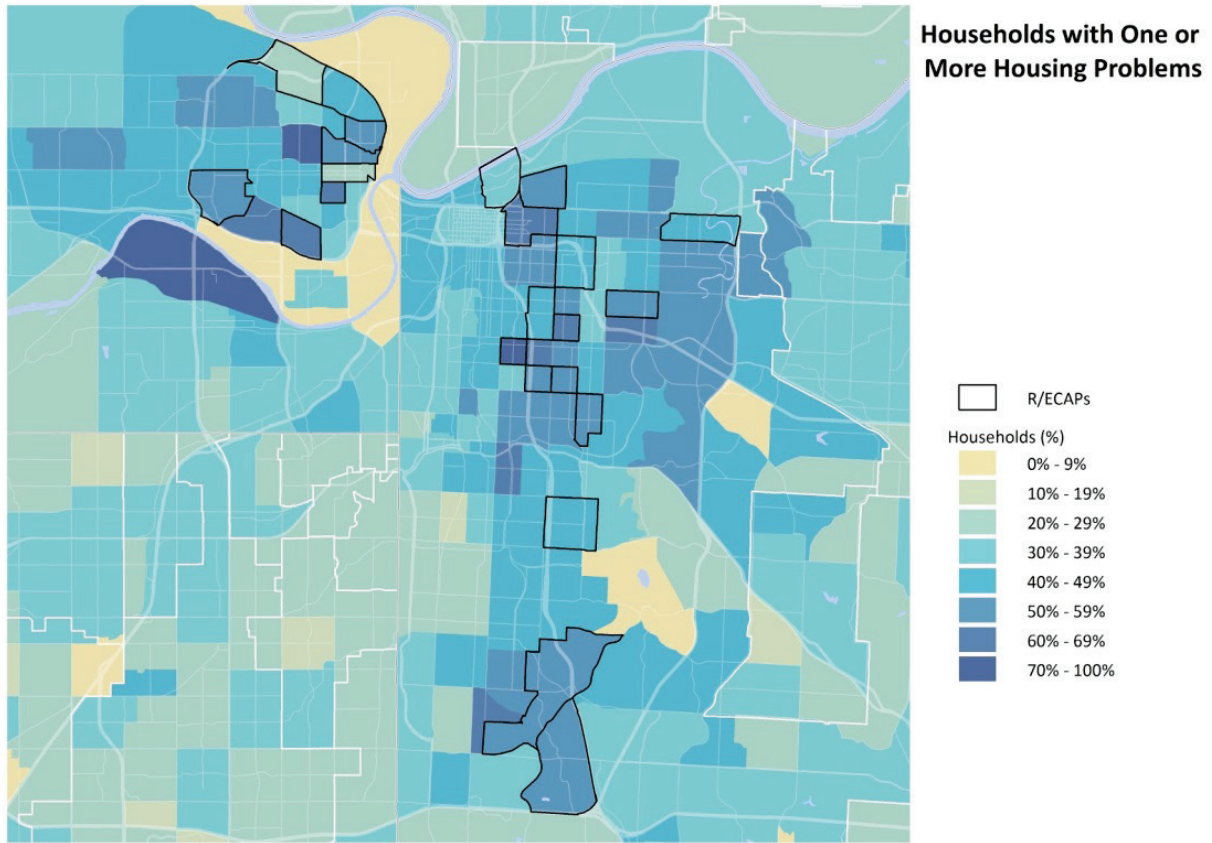 Households with One or
More Housing Problems
R/ECAPs
Households (%)
0% - 9%
10% - 19%
20% - 29%
30% - 39%
40% - 49%
50% - 59%
60% - 69%
70% - 100%